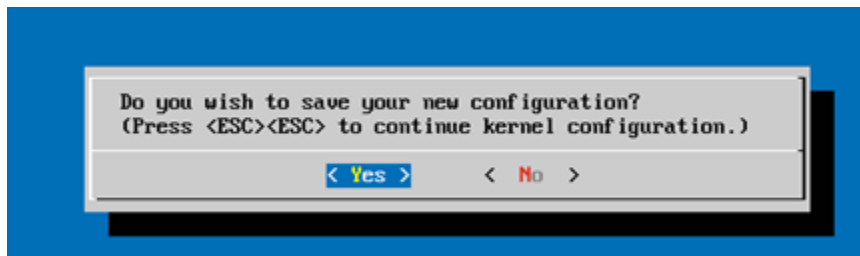 Do you wish to save your new configuration?
(Press <ESC><ESC> to continue kernel configuration.)
< Yes > < No >